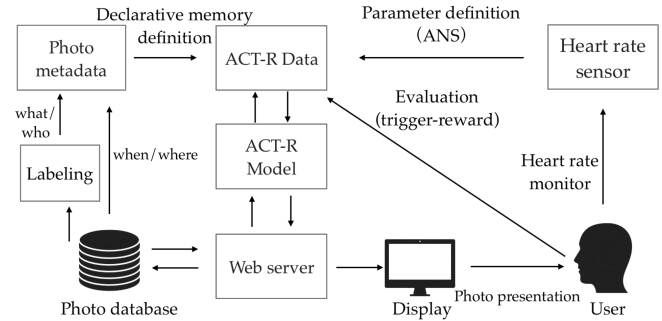 Declarative memory
definition
Parameter definition
(ANS)
Photo
metadata
ACT-R Data
Heart rate
sensor
Evaluation
(trigger-reward)
what/
who
when/where
ACT-R
Model
Labeling
Heart rate
monitor
Web server
Photo database
Display
Photo presentation
User